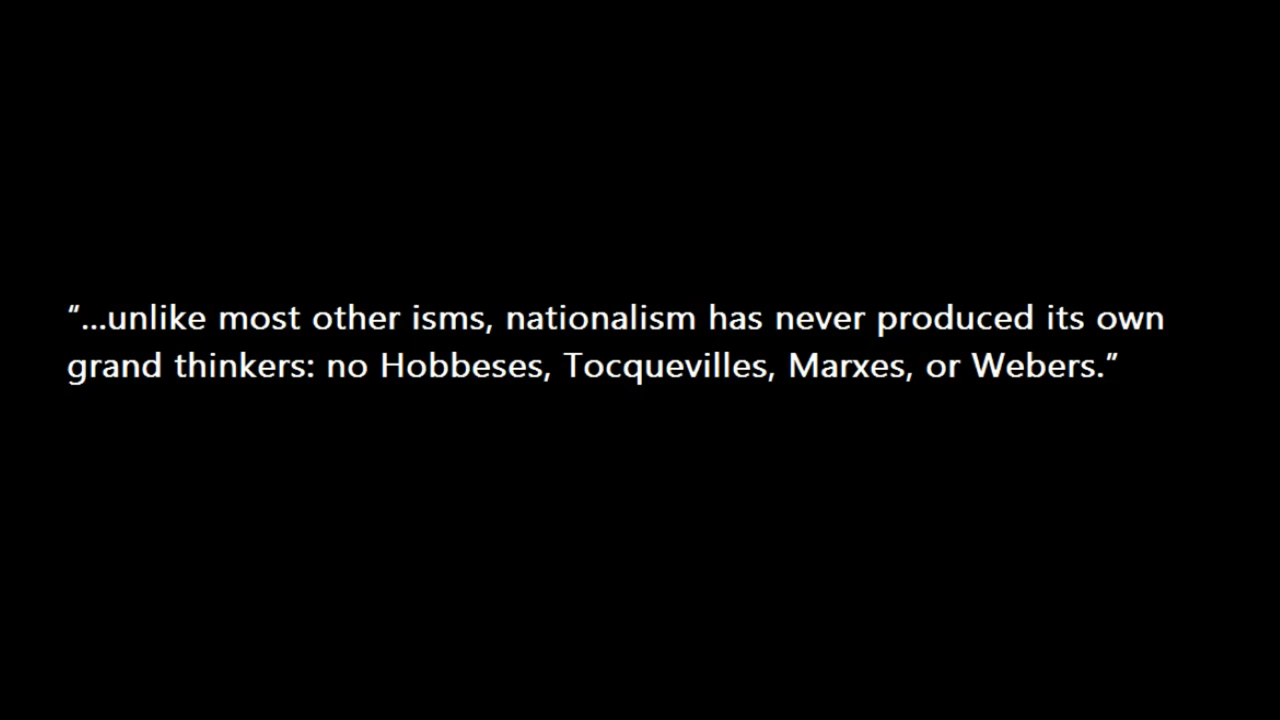 “...unlike most other isms, nationalism has never produced its own
grand thinkers: no Hobbeses, Tocquevilles, Marxes, or Webers.”